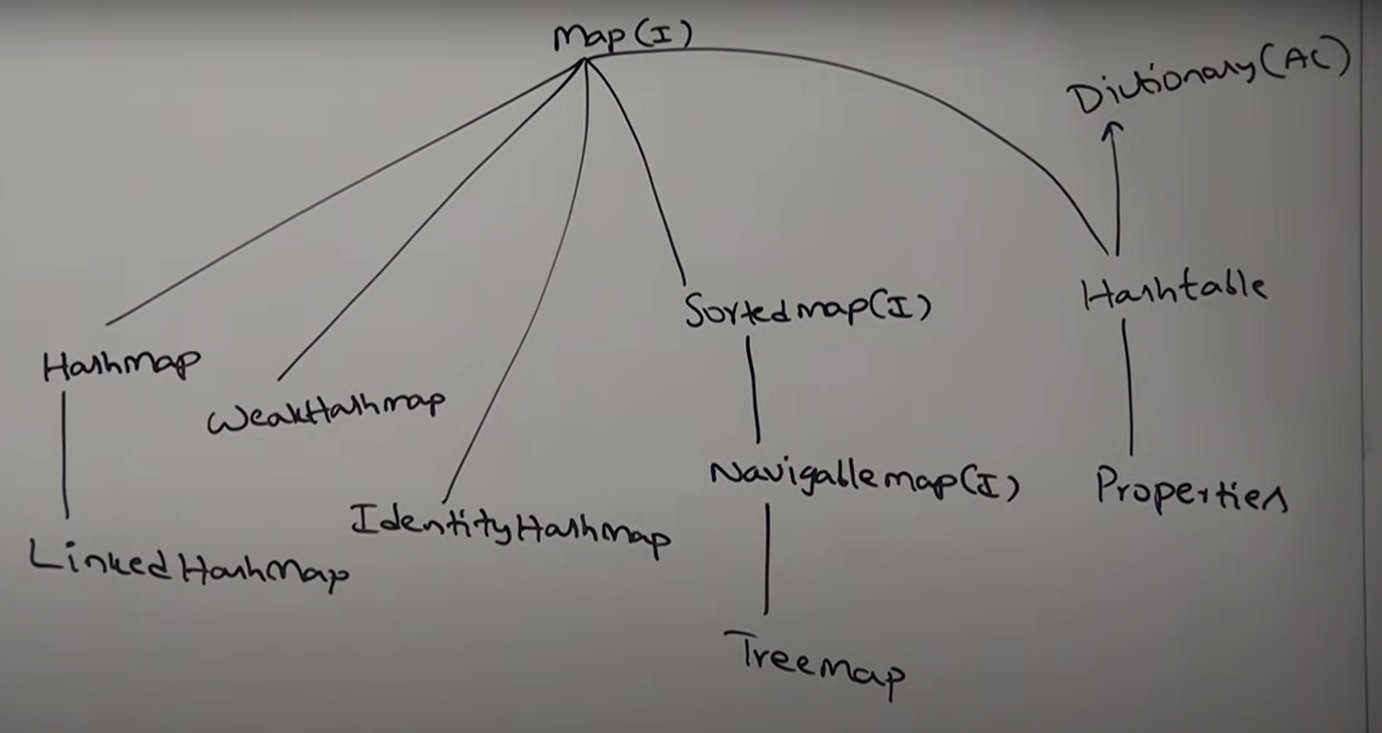 Map(I)
Dictionary(AC)
Hashtable
Sortedmap(I)
HashMap
WeakHashmap
Navigablemap(I)
Properties
IdentityHashmap
LinkedHashMap
TreeMap